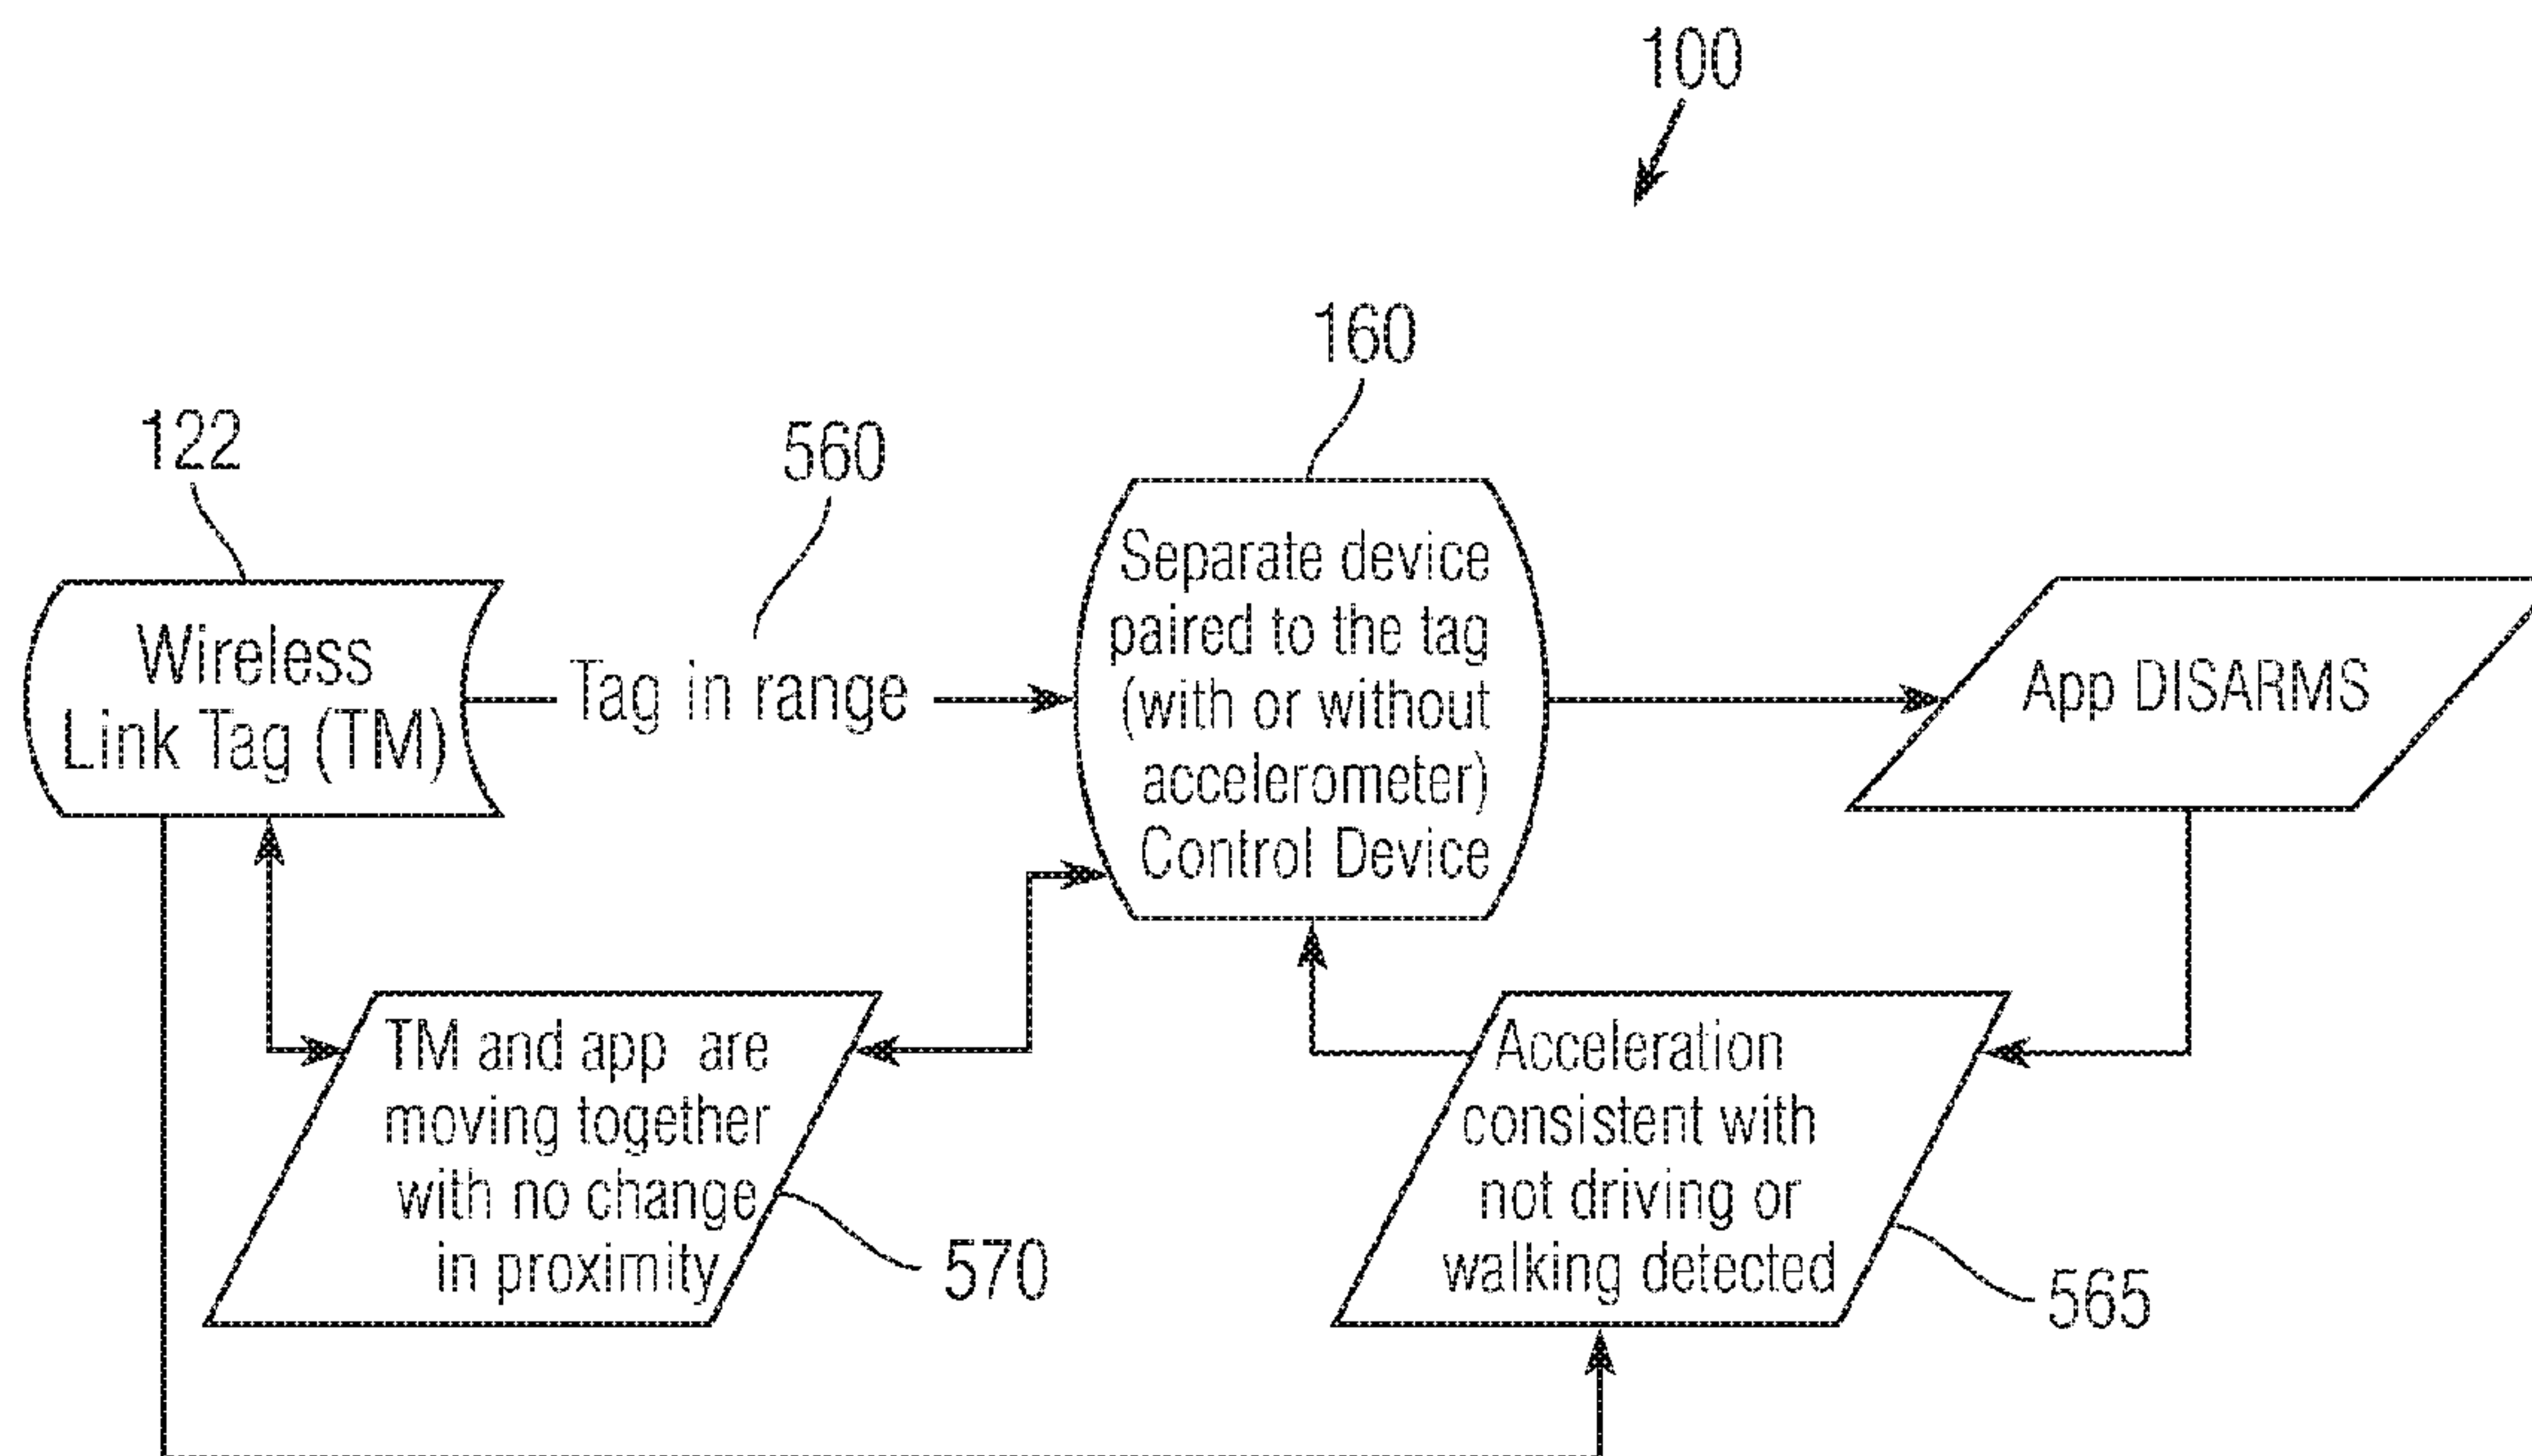 100
160
122
560
Wireless
Link Tag (TM)
Tag in range
Separate device
paired to the tag
(with or without
accelerometer)
Control Device
App DISARMS
TM and app are
moving together
with no change
in proximity
570
Acceleration
consistent with
not driving or
walking detected
565